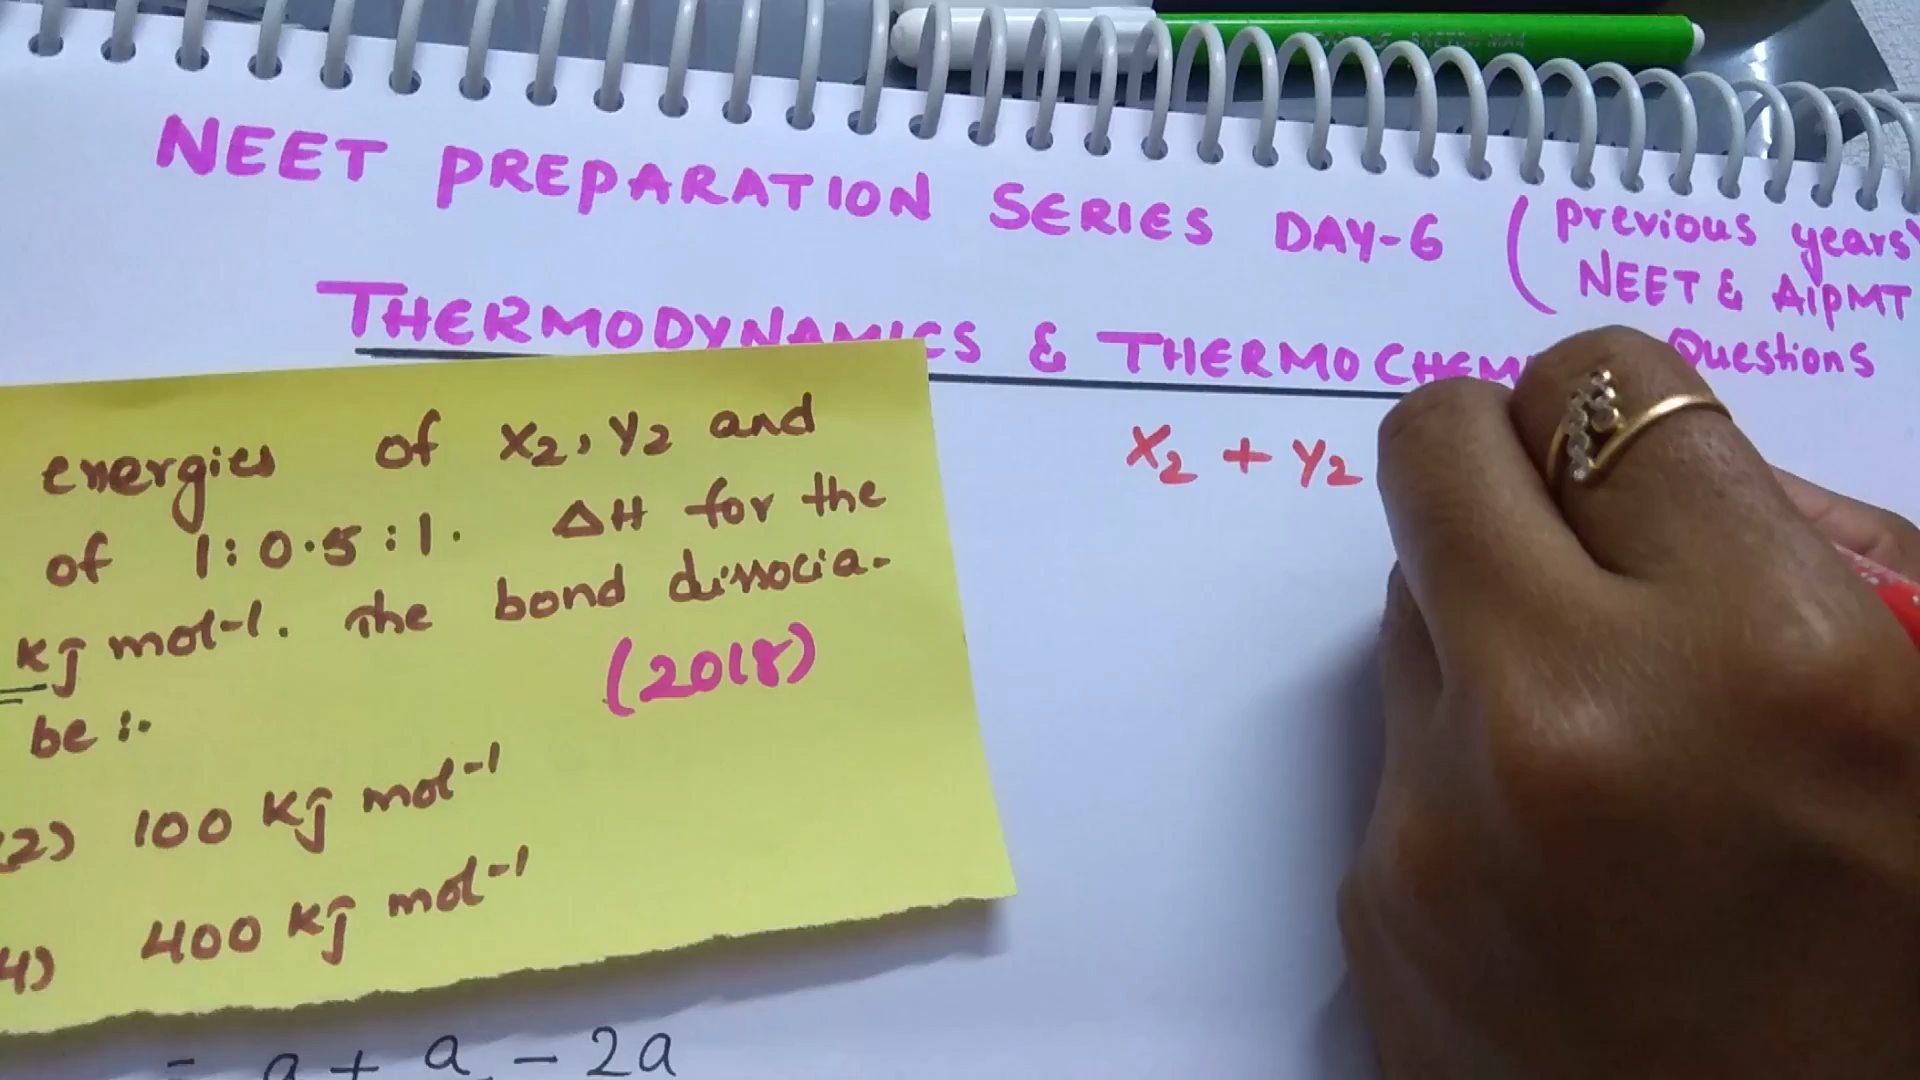 NEET PREPARATION SERIES DAY-6 (previous years'
NEET & AIPMT
Questions
THERMODYNAMICS & THERMOCHEM
energies of X2, Y2 and
of 1:0.5:1. ΔH for the
KJ mol-1. The bond dissocia-
be :-
(2018)
(2) 100 KJ mol-1
4) 400 KJ mol-1
X2 + Y2
= a + a - 2a